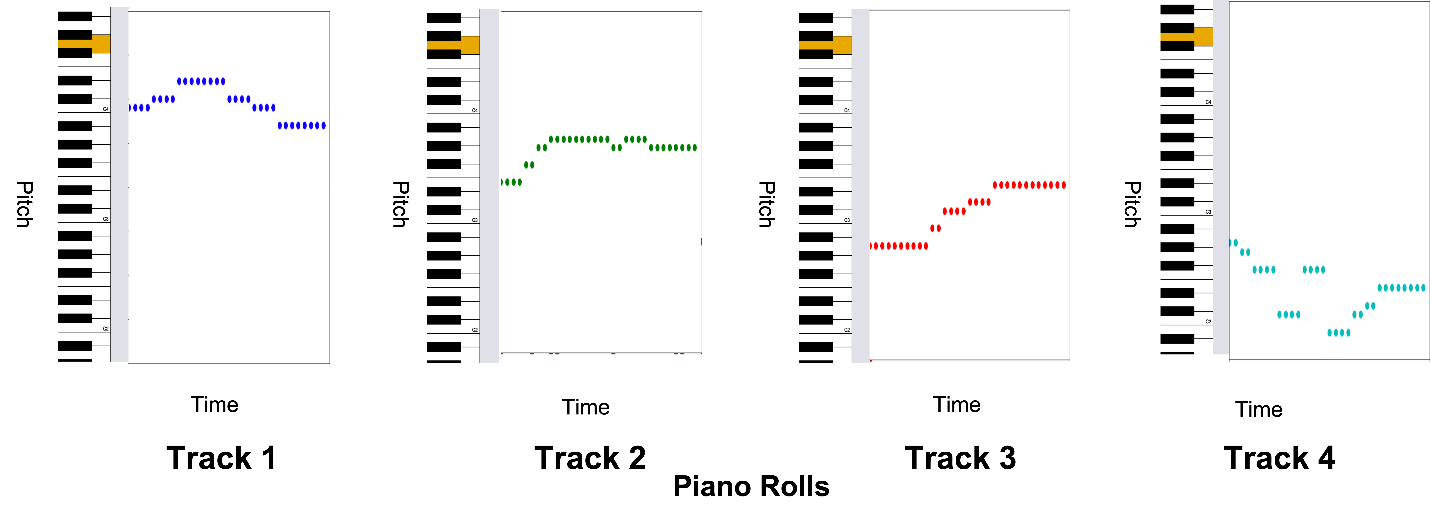 Pitch
Pitch
Pitch
Pitch
Time
Time
Time
Time
Track 1
Track 2
Track 3
Track 4
Piano Rolls